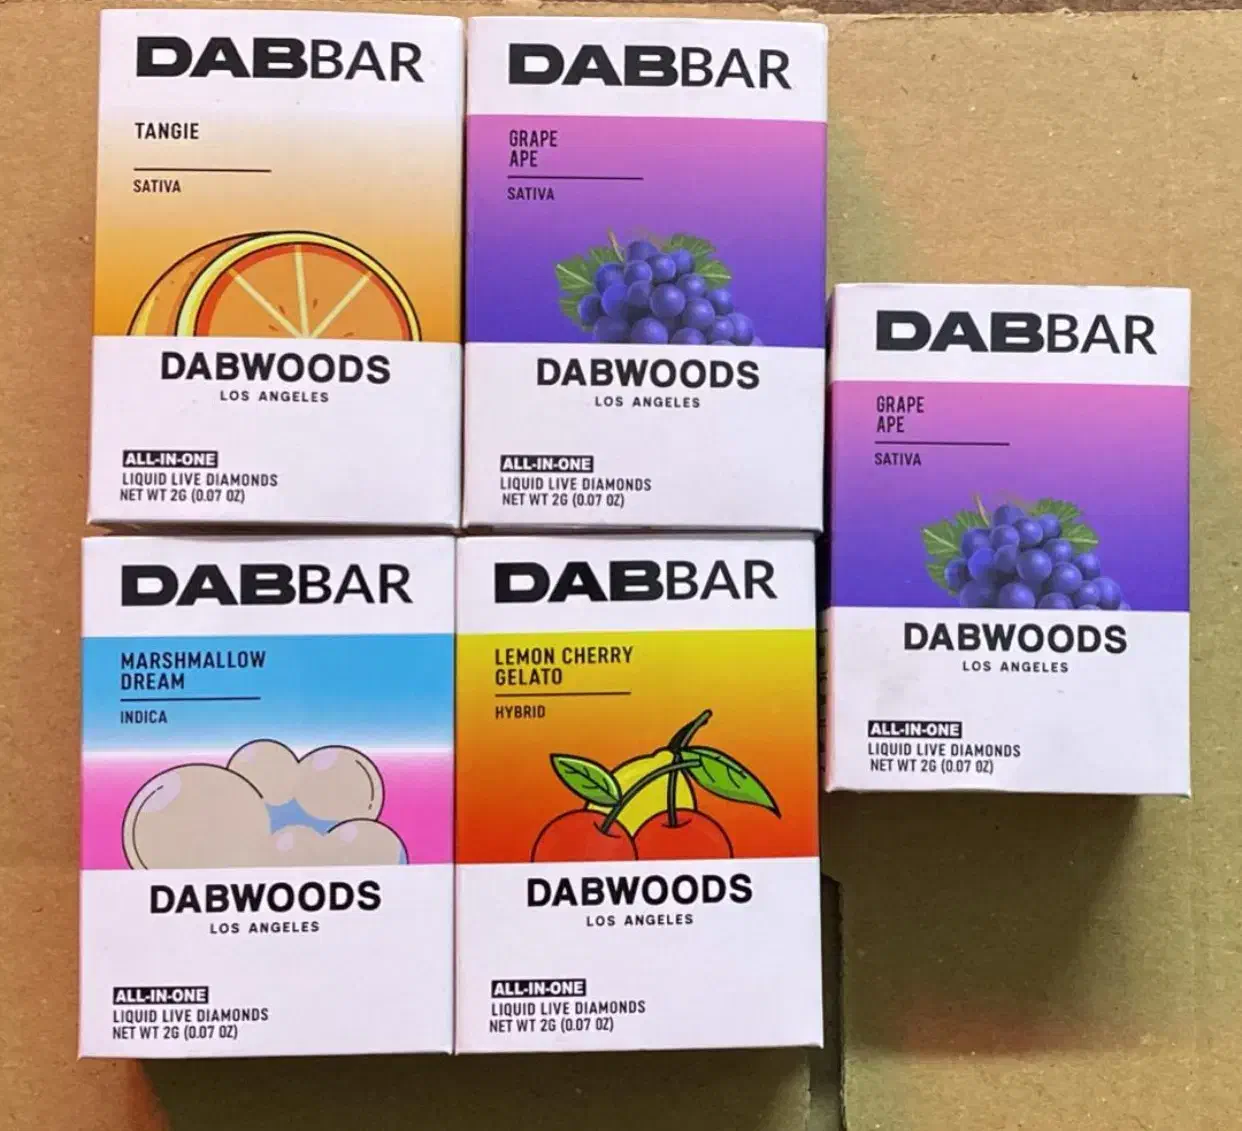 DABBAR
TANGIE
SATIVA
DABWOODS
LOS ANGELES
ALL-IN-ONE
LIQUID LIVE DIAMONDS
NET WT 2G (0.07 OZ)
DABBAR
GRAPE
APE
SATIVA
DABWOODS
LOS ANGELES
ALL-IN-ONE
LIQUID LIVE DIAMONDS
NET WT 2G (0.07 OZ)
DABBAR
GRAPE
APE
SATIVA
DABWOODS
LOS ANGELES
ALL-IN-ONE
LIQUID LIVE DIAMONDS
NET WT 2G (0.07 OZ)
DABBAR
MARSHMALLOW
DREAM
INDICA
DABWOODS
LOS ANGELES
ALL-IN-ONE
LIQUID LIVE DIAMONDS
NET WT 2G (0.07 OZ)
DABBAR
LEMON CHERRY
GELATO
HYBRID
DABWOODS
LOS ANGELES
ALL-IN-ONE
LIQUID LIVE DIAMONDS
NET WT 2G (0.07 OZ)